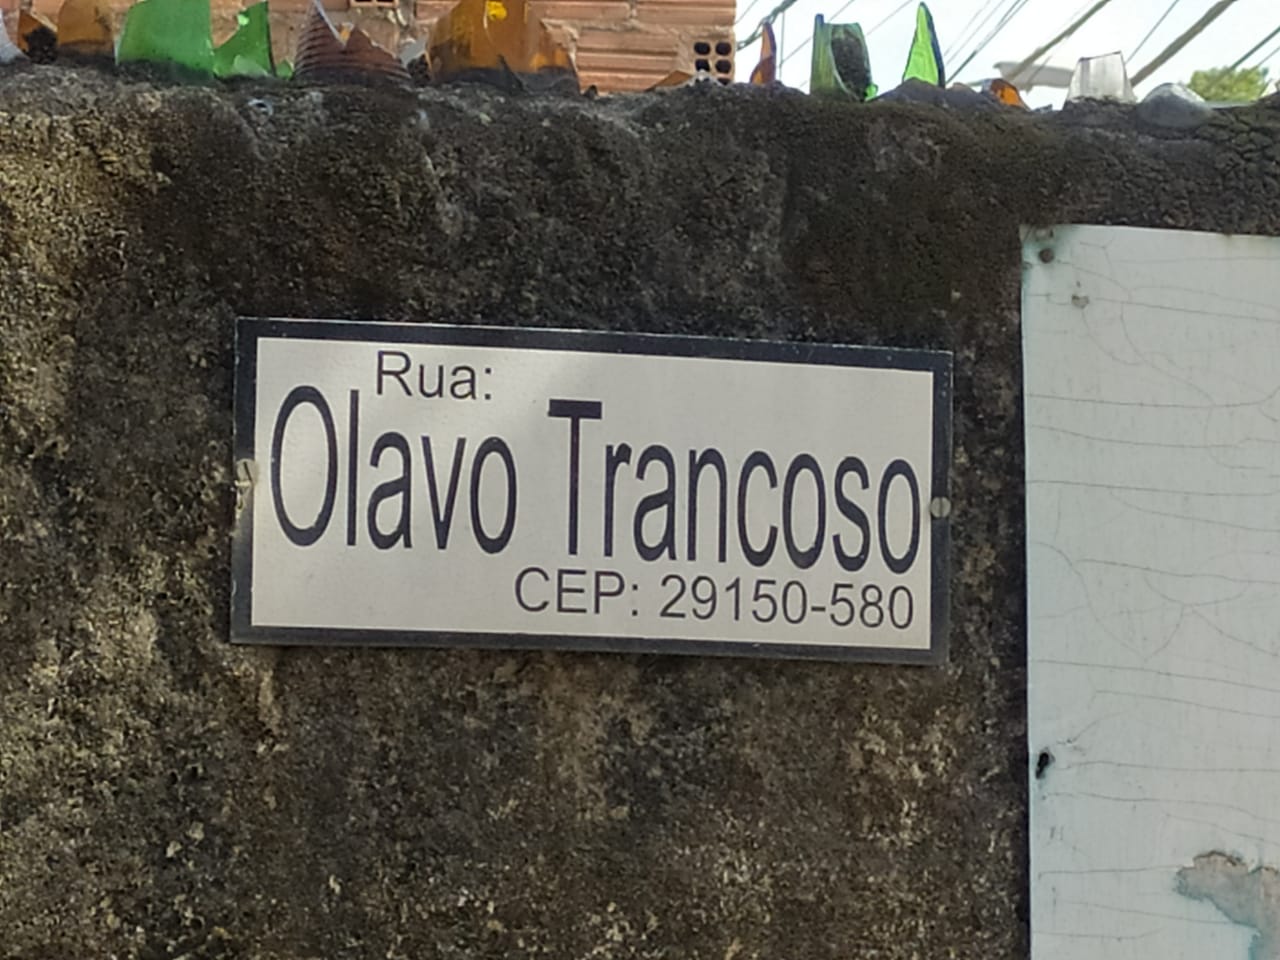 Rua:
Olavo Trancoso
CEP: 29150-580